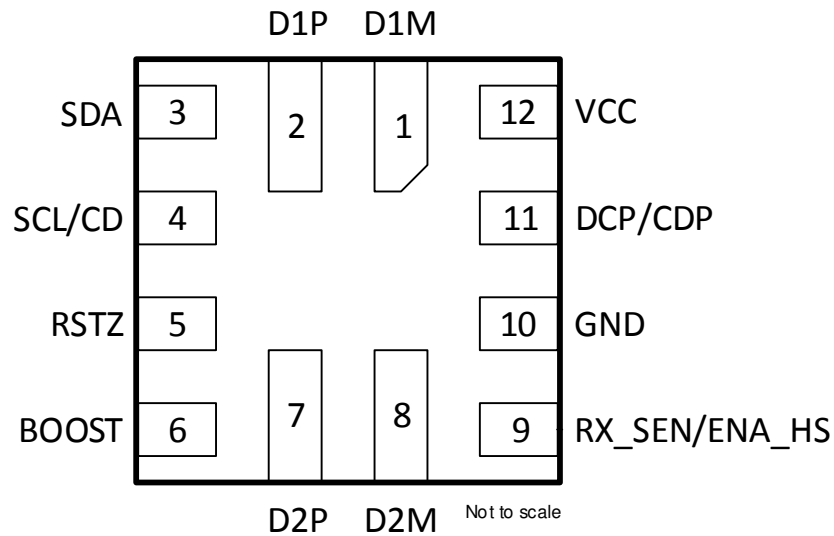 D1P D1M
SDA 3 2 1 12 VCC
SCL/CD 4 11 DCP/CDP
RSTZ 5 10 GND
BOOST 6 7 8 9 RX_SEN/ENA_HS
D2P D2M Not to scale